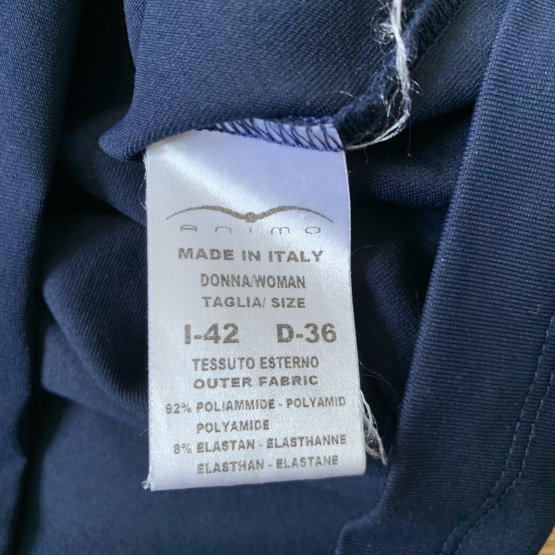 Animo
MADE IN ITALY
DONNA/WOMAN
TAGLIA/ SIZE
I-42 D-36
TESSUTO ESTERNO
OUTER FABRIC
92% POLIAMMIDE - POLYAMID
POLYAMIDE
8% ELASTAN - ELASTHANNE
ELASTHAN - ELASTANE